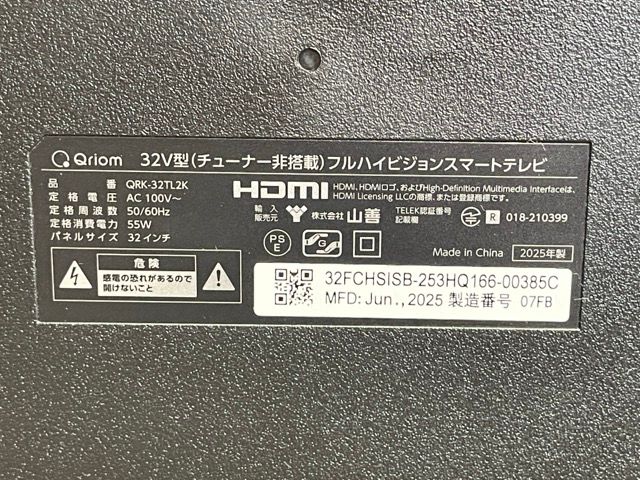 Qriom 32V型(チューナー非搭載)フルハイビジョンスマートテレビ
品番 QRK-32TL2K
定格電圧 AC 100V～
定格周波数 50/60Hz
定格消費電力 55W
パネルサイズ 32インチ
HDMI
HDMI、HDMIロゴ、およびHigh-Definition Multimedia Interfaceは、
HDMI Licensing LLCの商標、または登録商標です。
輸入
販売元 株式会社 山善
TELEK認証番号
記載欄
R 018-210399
PS
E
Made in China 2025年製
危険
感電の恐れがあるので
開けないこと
32FCHSISB-253HQ166-00385C
MFD: Jun., 2025 製造番号 07FB